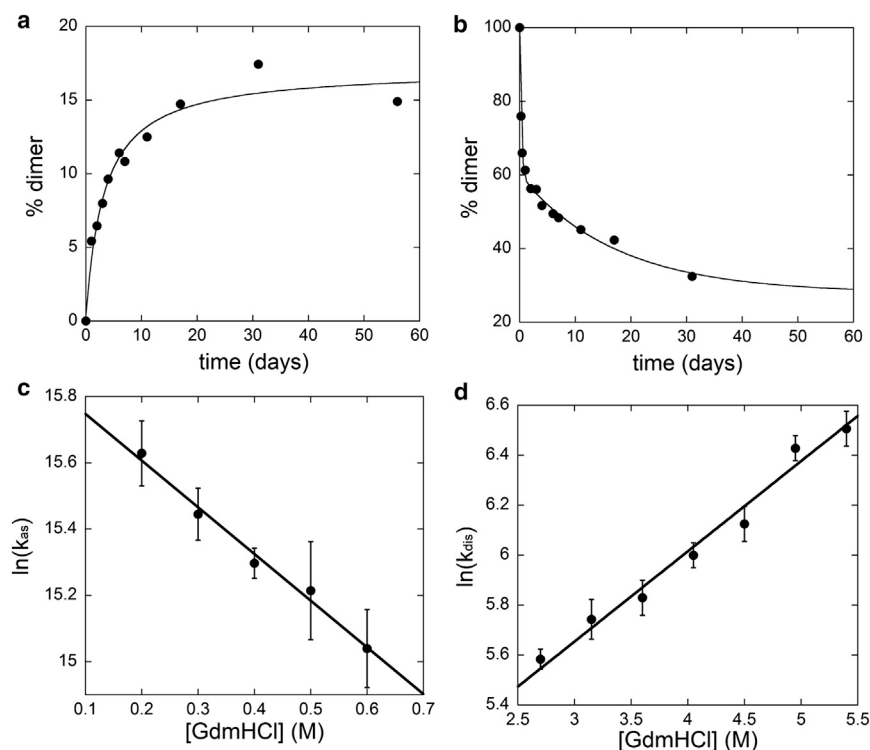 a
20
15
10
5
0
% dimer
0 10 20 30 40 50 60
time (days)
b
100
80
60
40
20
% dimer
0 10 20 30 40 50 60
time (days)
c
15.8
15.6
15.4
15.2
15
ln(kas)
0.1 0.2 0.3 0.4 0.5 0.6 0.7
[GdmHCl] (M)
d
6.6
6.4
6.2
6
5.8
5.6
5.4
ln(kdis)
2.5 3 3.5 4 4.5 5 5.5
[GdmHCl] (M)